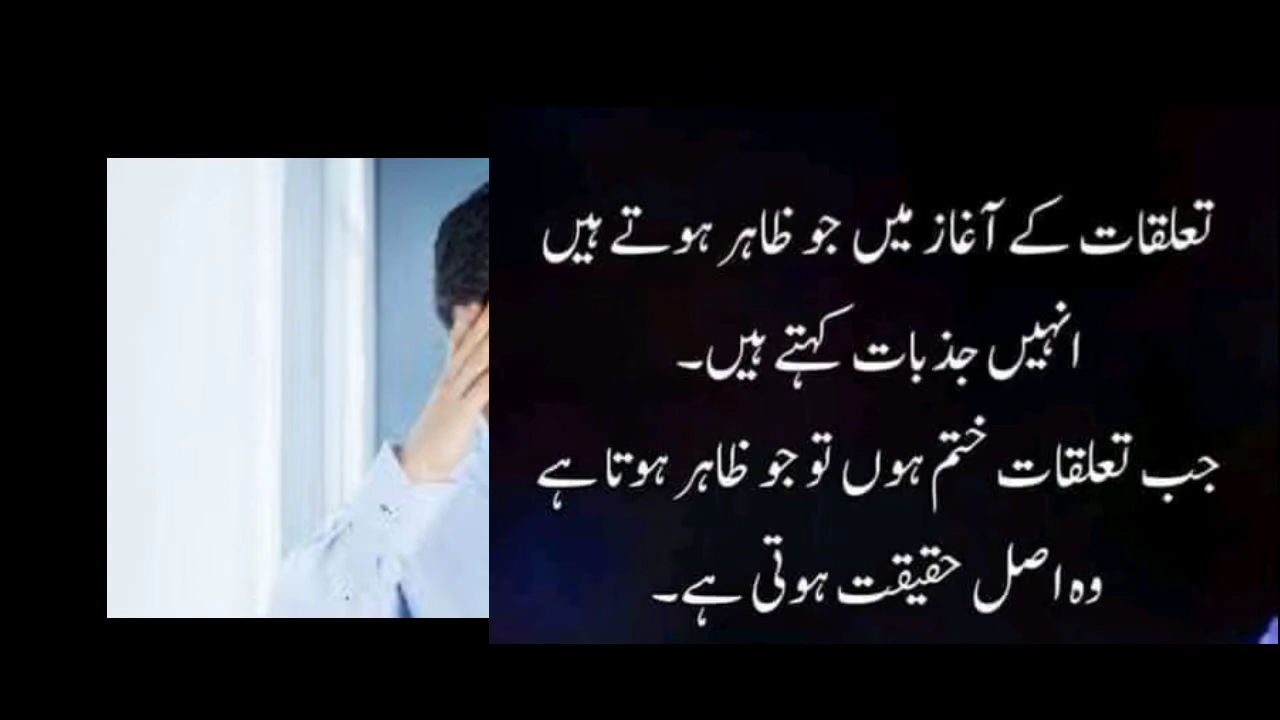 تعلقات کے آغاز میں جو ظاہر ہوتے ہیں
انہیں جذبات کہتے ہیں۔
جب تعلقات ختم ہوں تو جو ظاہر ہوتا ہے
وہ اصل حقیقت ہوتی ہے۔